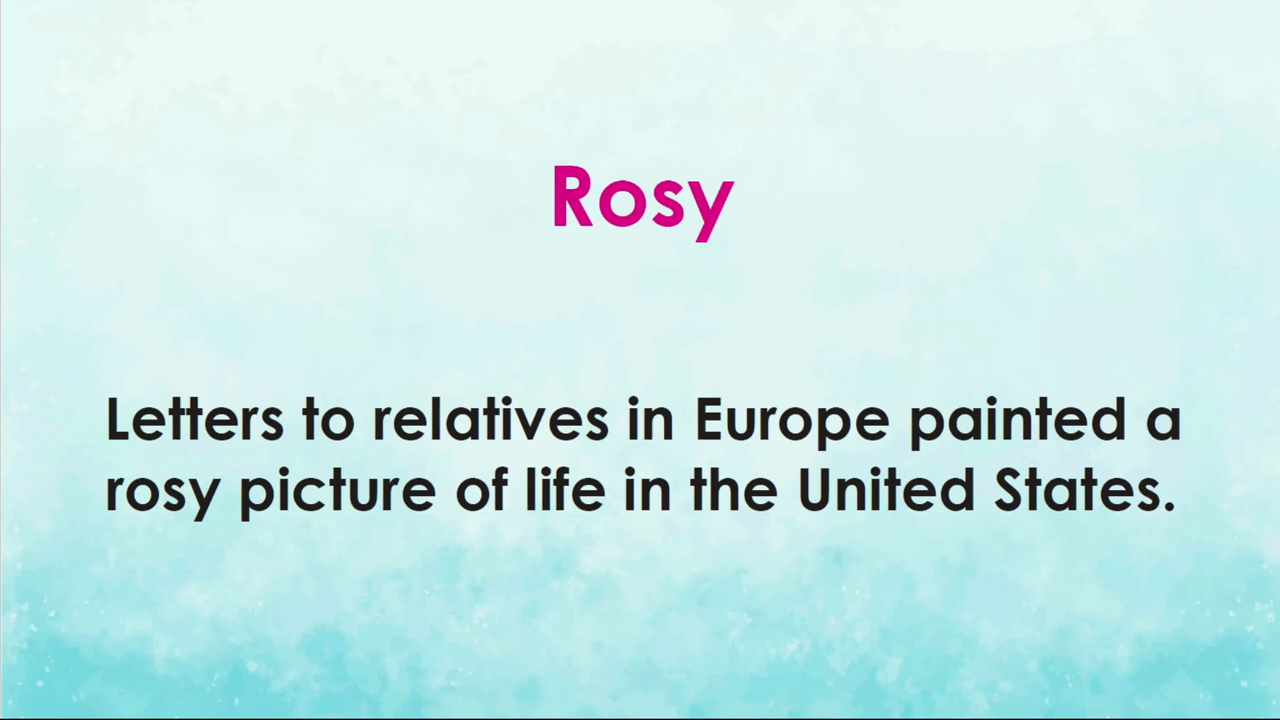 Rosy
Letters to relatives in Europe painted a
rosy picture of life in the United States.